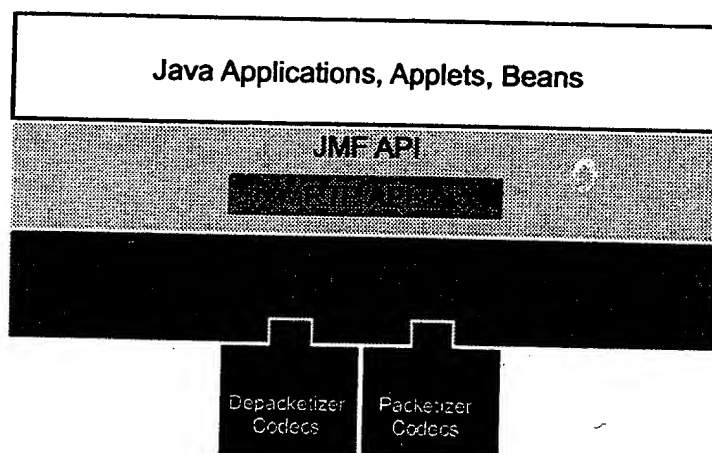 Java Applications, Applets, Beans
JMF API
Depacketizer
Codecs
Packetizer
Codecs